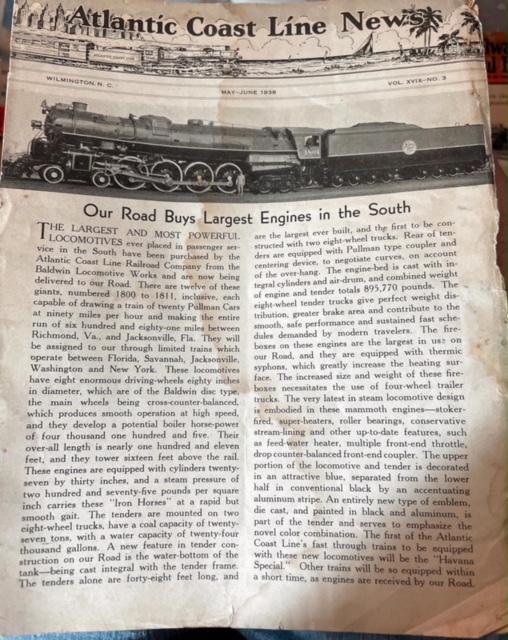 Atlantic Coast Line News
WILMINGTON, N. C.
MAY-JUNE 1938
VOL. XVIX-NO. 3
Our Road Buys Largest Engines in the South
THE LARGEST AND MOST POWERFUL
LOCOMOTIVES ever placed in passenger ser-
vice in the South have been purchased by the
Atlantic Coast Line Railroad Company from the
Baldwin Locomotive Works and are now being
delivered to our Road. There are twelve of these
giants, numbered 1800 to 1811, inclusive, each
capable of drawing a train of twenty Pullman Cars
at ninety miles per hour and making the entire
run of six hundred and eighty-one miles between
Richmond, Va., and Jacksonville, Fla. They will
be assigned to our through limited trains which
operate between Florida, Savannah, Jacksonville,
Washington and New York. These locomotives
have eight enormous driving-wheels eighty inches
in diameter, which are of the Baldwin disc type,
the main wheels being cross-counter-balanced,
which produces smooth operation at high speed,
and they develop a potential boiler horse-power
of four thousand one hundred and five. Their
over-all length is nearly one hundred and eleven
feet, and they tower sixteen feet above the rail.
These engines are equipped with cylinders twenty-
seven by thirty inches, and a steam pressure of
two hundred and seventy-five pounds per square
inch carries these "Iron Horses" at a rapid but
smooth gait. The tenders are mounted on two
eight-wheel trucks, have a coal capacity of twenty-
seven tons, with a water capacity of twenty-four
thousand gallons. A new feature in tender con-
struction on our Road is the water-bottom of the
tank—being cast integral with the tender frame.
The tenders alone are forty-eight feet long, and
are the largest ever built, and the first to be con-
structed with two eight-wheel trucks. Rear of ten-
ders are equipped with Pullman type coupler and
centering device, to negotiate curves, on account
of the over-hang. The engine-bed is cast with in-
tegral cylinders and air-drum, and combined weight
of engine and tender totals 895,770 pounds. The
eight-wheel tender trucks give perfect weight dis-
tribution, greater brake area and contribute to the
smooth, safe performance and sustained fast sche-
dules demanded by modern travelers. The fire-
boxes on these engines are the largest in use on
our Road, and they are equipped with thermic
syphons, which greatly increase the heating sur-
face. The increased size and weight of these fire-
boxes necessitates the use of four-wheel trailer
trucks. The very latest in steam locomotive design
is embodied in these mammoth engines—stoker-
fired, super-heaters, roller bearings, conservative
stream-lining and other up-to-date features, such
as feed-water heater, multiple front-end throttle,
drop counter-balanced front-end coupler. The upper
portion of the locomotive and tender is decorated
in an attractive blue, separated from the lower
half in conventional black by an accentuating
aluminum stripe. An entirely new type of emblem,
die cast, and painted in black and aluminum, is
part of the tender and serves to emphasize the
novel color combination. The first of the Atlantic
Coast Line's fast through trains to be equipped
with these new locomotives will be the "Havana
Special." Other trains will be so equipped within
a short time, as engines are received by our Road.